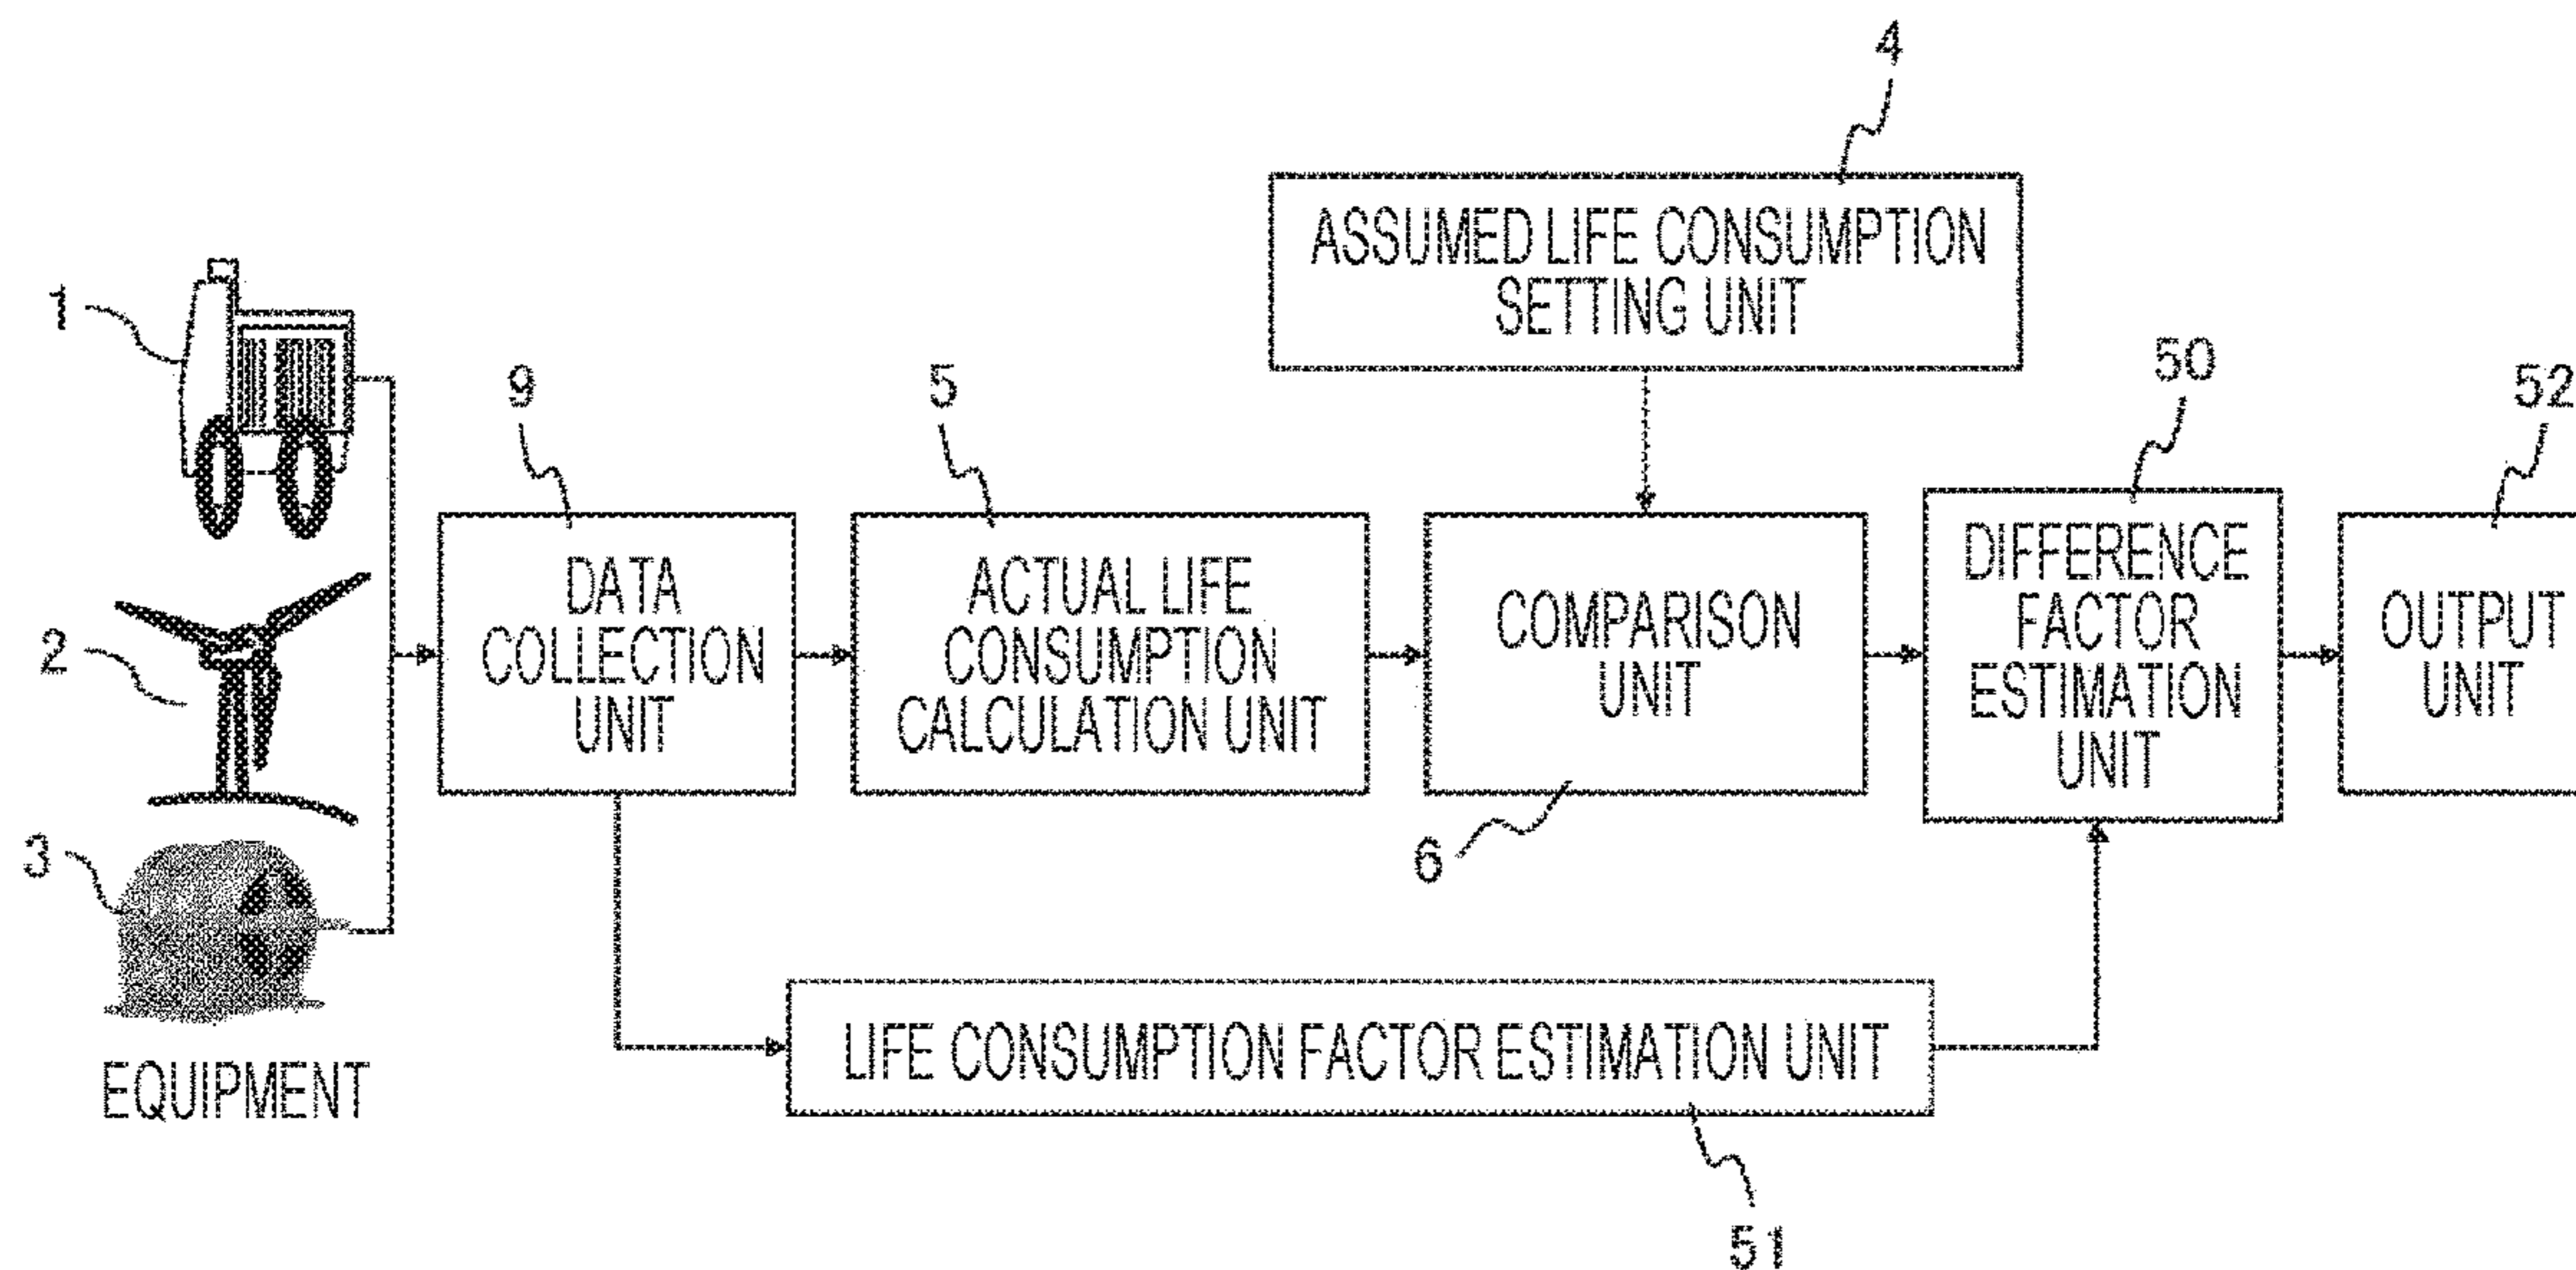 4
ASSUMED LIFE CONSUMPTION
SETTING UNIT
1
9
5
50
52
DATA
COLLECTION
UNIT
ACTUAL LIFE
CONSUMPTION
CALCULATION UNIT
COMPARISON
UNIT
DIFFERENCE
FACTOR
ESTIMATION
UNIT
OUTPUT
UNIT
2
6
3
LIFE CONSUMPTION FACTOR ESTIMATION UNIT
EQUIPMENT
51